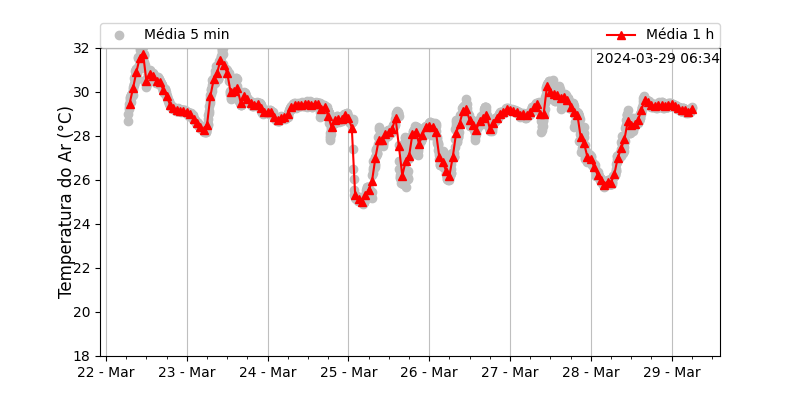 Média 5 min
Média 1 h
2024-03-29 06:34
Temperatura do Ar (°C)
32
30
28
26
24
22
20
18
22 - Mar
23 - Mar
24 - Mar
25 - Mar
26 - Mar
27 - Mar
28 - Mar
29 - Mar